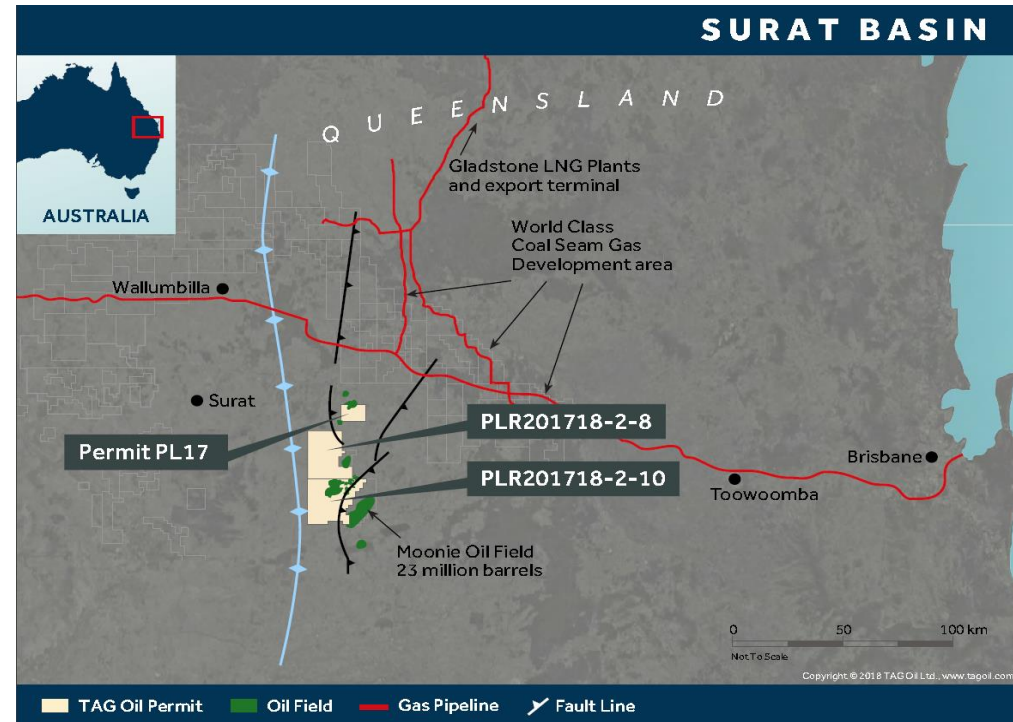 SURAT BASIN
AUSTRALIA
QUEENSLAND
Gladstone LNG Plants
and export terminal
World Class
Coal Seam Gas
Development area
Wallumbilla
Surat
PLR201718-2-8
Permit PL17
Brisbane
PLR201718-2-10
Toowoomba
Moonie Oil Field
23 million barrels
0 50 100 km
Not To Scale
Copyright © 2018 TAG Oil Ltd., www.tagoil.com
TAG Oil Permit Oil Field Gas Pipeline Fault Line